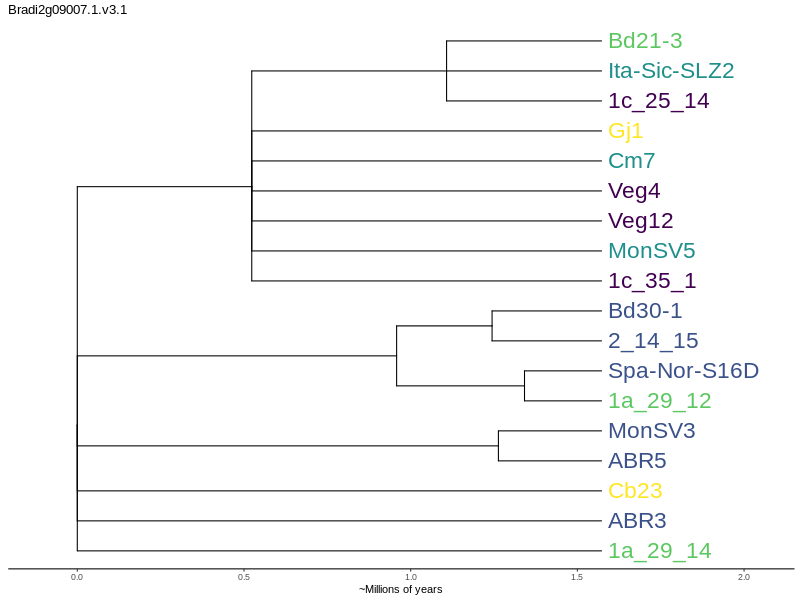 Bradi2g09007.1.v3.1
Bd21-3
Ita-Sic-SLZ2
1c_25_14
Gj1
Cm7
Veg4
Veg12
MonSV5
1c_35_1
Bd30-1
2_14_15
Spa-Nor-S16D
1a_29_12
MonSV3
ABR5
Cb23
ABR3
1a_29_14
0.0 0.5 1.0 1.5 2.0
~Millions of years